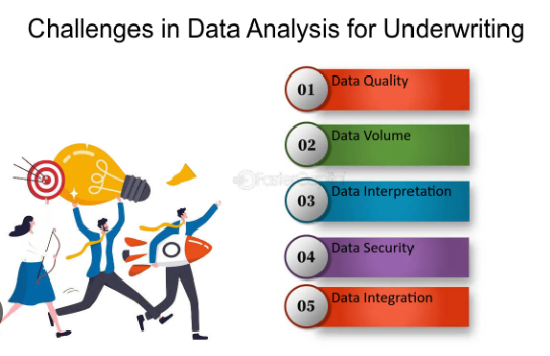 Challenges in Data Analysis for Underwriting
01 Data Quality
02 Data Volume
FasterCapital
03 Data Interpretation
04 Data Security
05 Data Integration